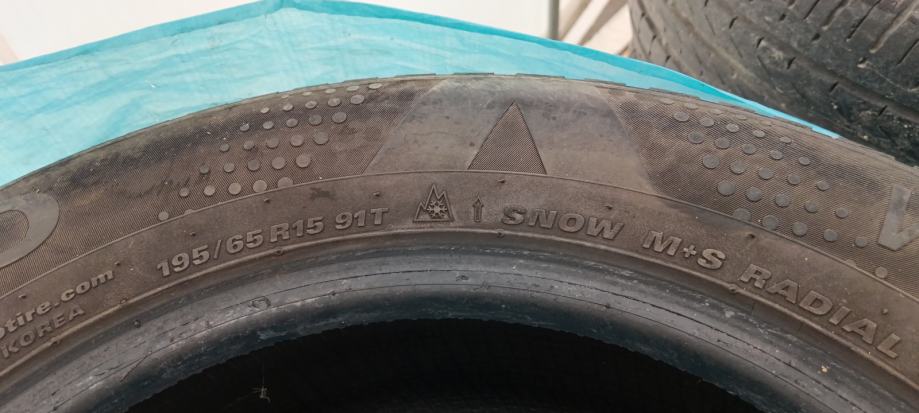 195/65 R15 91T SNOW M+S RADIAL
tire.com
KOREA